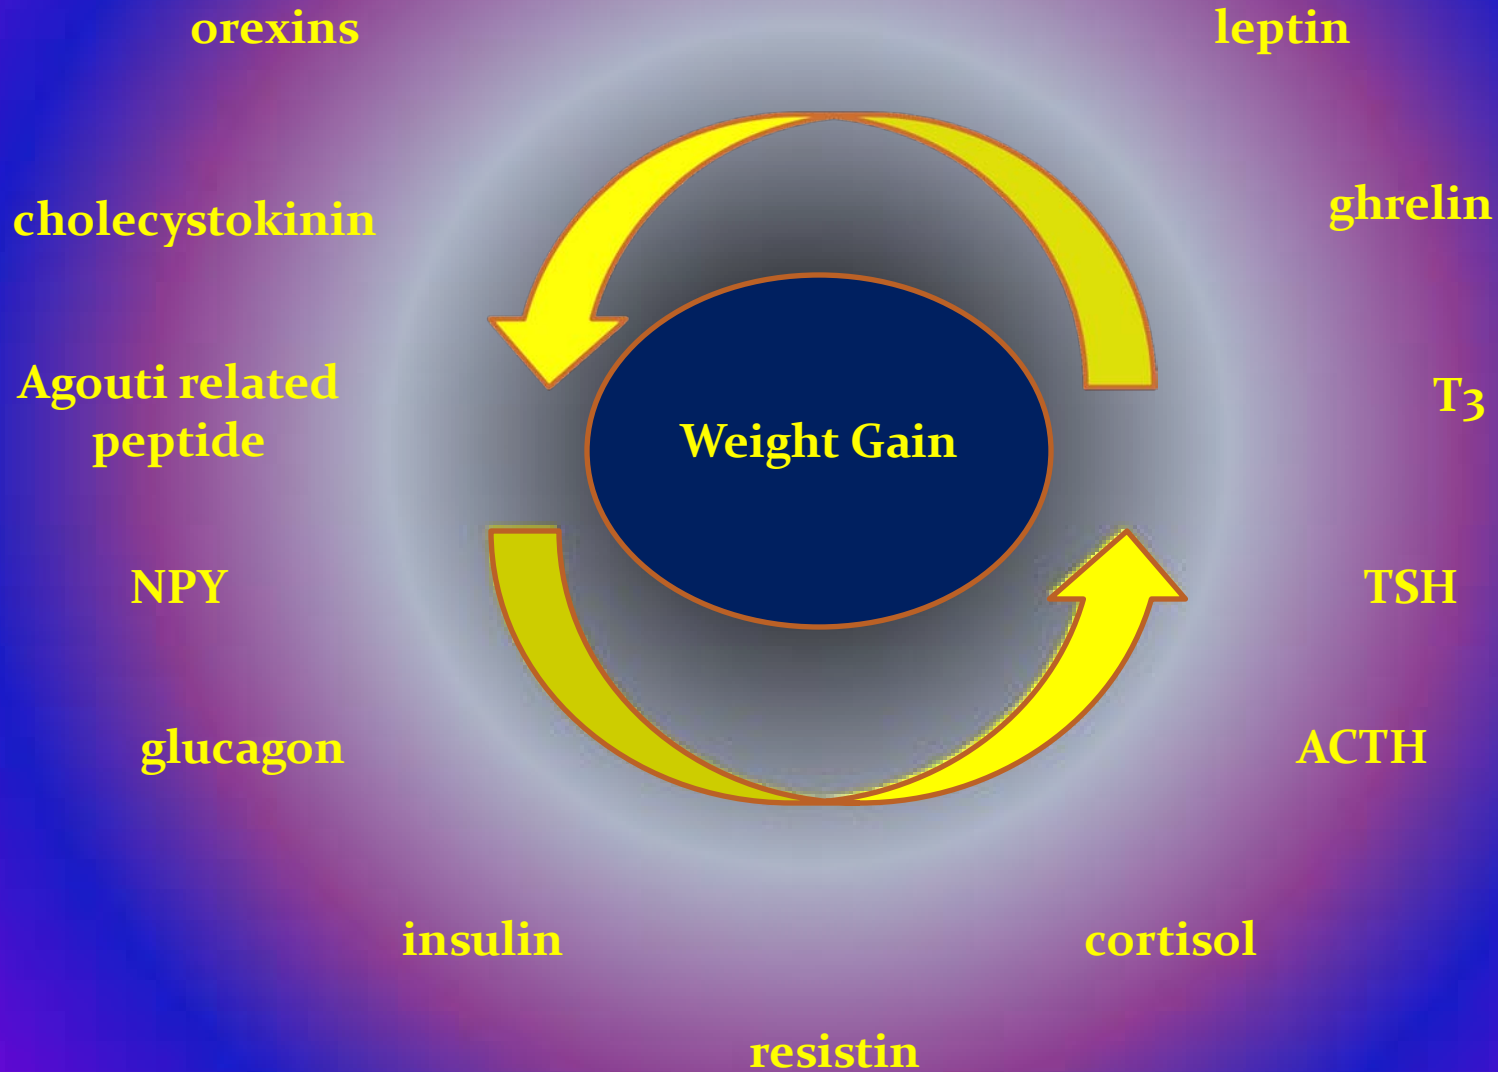 orexins
leptin
cholecystokinin
ghrelin
Agouti related
peptide
T3
Weight Gain
NPY
TSH
glucagon
ACTH
insulin
cortisol
resistin